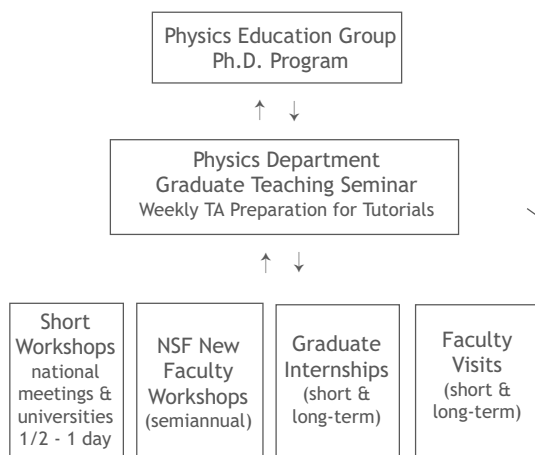 Physics Education Group
Ph.D. Program
↑ ↓
Physics Department
Graduate Teaching Seminar
Weekly TA Preparation for Tutorials
↑ ↓
Short
Workshops
national
meetings &
universities
1/2 - 1 day
NSF New
Faculty
Workshops
(semiannual)
Graduate
Internships
(short &
long-term)
Faculty
Visits
(short &
long-term)